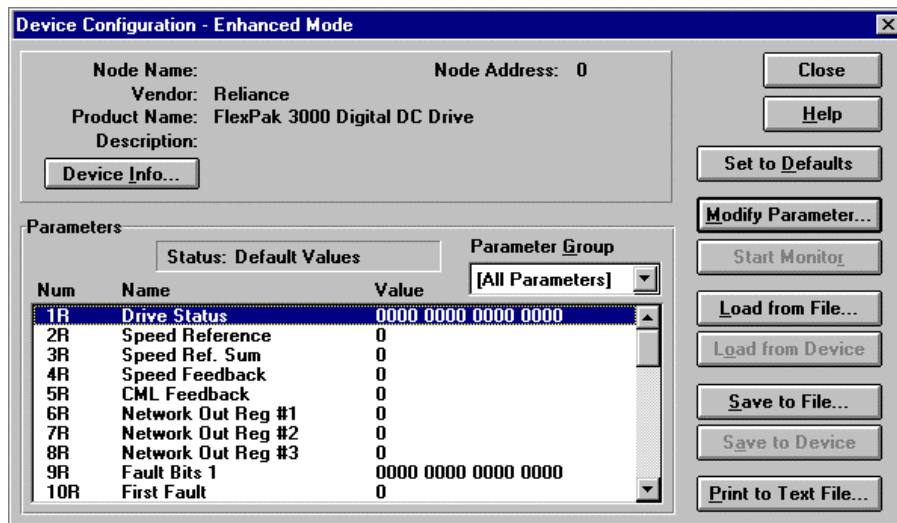 Device Configuration - Enhanced Mode
Node Name: Node Address: 0
Vendor: Reliance
Product Name: FlexPak 3000 Digital DC Drive
Description:
Device Info...
Close
Help
Set to Defaults
Modify Parameter...
Start Monitor
Load from File...
Load from Device
Save to File...
Save to Device
Print to Text File...
Parameters
Status: Default Values
Parameter Group
[All Parameters]
Num Name Value
1R Drive Status 0000 0000 0000 0000
2R Speed Reference 0
3R Speed Ref. Sum 0
4R Speed Feedback 0
5R CML Feedback 0
6R Network Out Reg #1 0
7R Network Out Reg #2 0
8R Network Out Reg #3 0
9R Fault Bits 1 0000 0000 0000 0000
10R First Fault 0